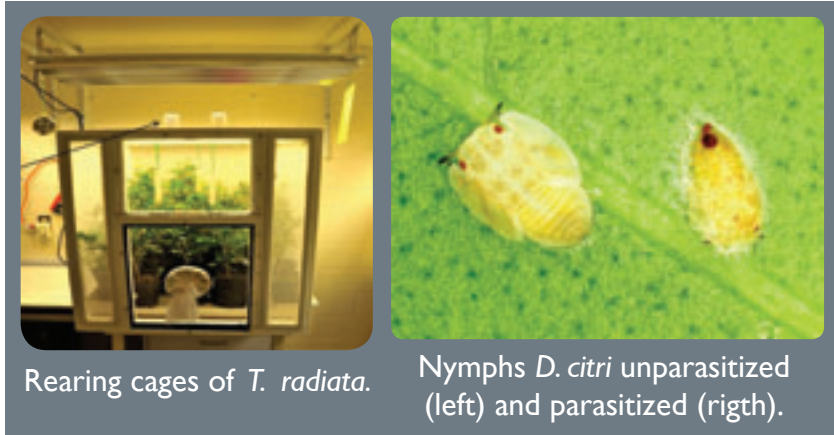 Rearing cages of T. radiata.
Nymphs D. citri unparasitized
(left) and parasitized (rigth).